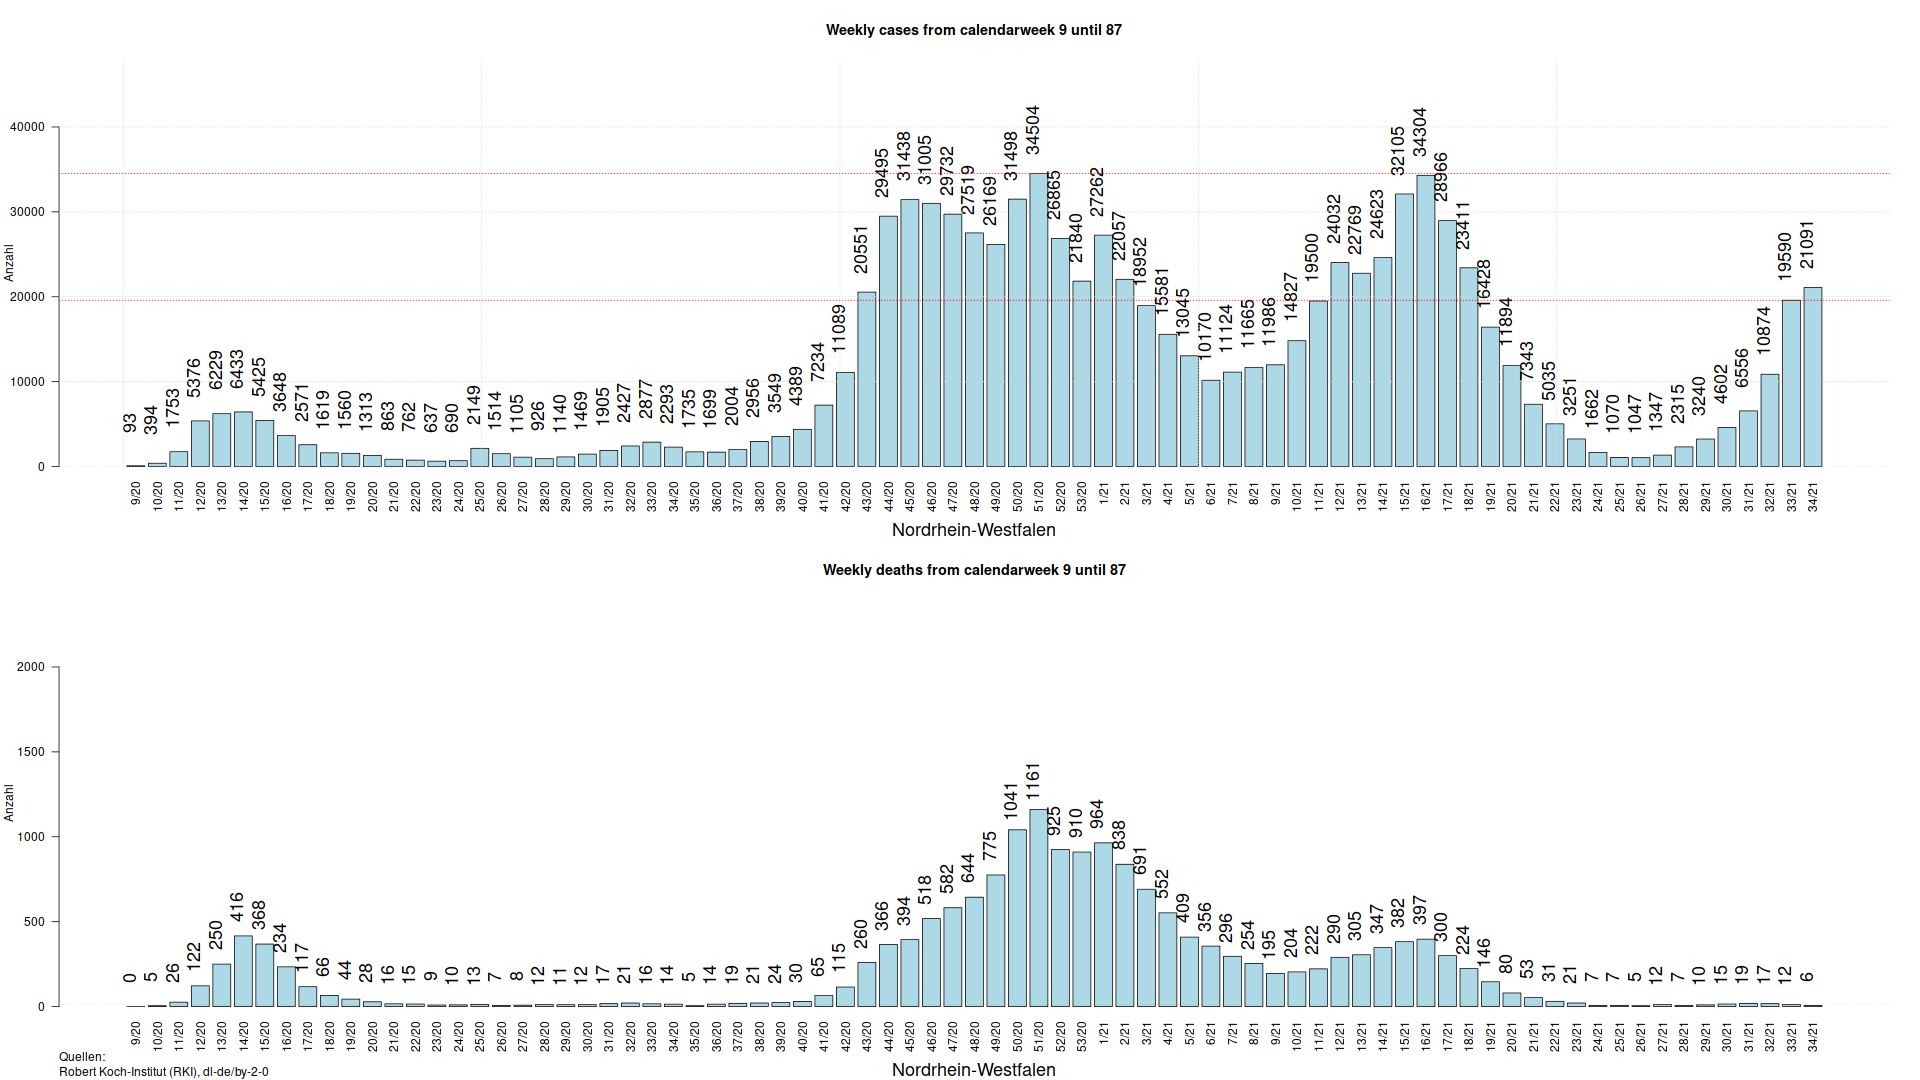 Weekly cases from calendarweek 9 until 87
Anzahl
40000
30000
20000
10000
0
93 394 1753 5376 6229 6433 5425 3648 2571 1619 1560 1313 863 762 637 690 2149 1514 1105 926 1140 1469 1905 2427 2877 2293 1735 1699 2004 2956 3549 4389 7234 11089 20551 29495 31438 31005 29732 27519 26169 31498 34504 26865 21840 27262 22057 18952 15581 13045 10170 11124 11665 11986 14827 19500 24032 22769 24623 32105 34304 28966 23411 16428 11894 7343 5035 3251 1662 1070 1047 1347 2315 3240 4602 6556 10874 19590 21091
9/20 10/20 11/20 12/20 13/20 14/20 15/20 16/20 17/20 18/20 19/20 20/20 21/20 22/20 23/20 24/20 25/20 26/20 27/20 28/20 29/20 30/20 31/20 32/20 33/20 34/20 35/20 36/20 37/20 38/20 39/20 40/20 41/20 42/20 43/20 44/20 45/20 46/20 47/20 48/20 49/20 50/20 51/20 52/20 53/20 1/21 2/21 3/21 4/21 5/21 6/21 7/21 8/21 9/21 10/21 11/21 12/21 13/21 14/21 15/21 16/21 17/21 18/21 19/21 20/21 21/21 22/21 23/21 24/21 25/21 26/21 27/21 28/21 29/21 30/21 31/21 32/21 33/21 34/21
Nordrhein-Westfalen
Weekly deaths from calendarweek 9 until 87
Anzahl
2000
1500
1000
500
0
0 5 26 122 250 416 368 234 117 66 44 28 16 15 9 10 13 7 8 12 11 12 17 21 16 14 5 14 19 21 24 30 65 115 260 366 394 518 582 644 775 1041 1161 925 910 964 838 691 552 409 356 296 254 195 204 222 290 305 347 382 397 300 224 146 80 53 31 21 7 7 5 12 7 10 15 19 17 12 6
9/20 10/20 11/20 12/20 13/20 14/20 15/20 16/20 17/20 18/20 19/20 20/20 21/20 22/20 23/20 24/20 25/20 26/20 27/20 28/20 29/20 30/20 31/20 32/20 33/20 34/20 35/20 36/20 37/20 38/20 39/20 40/20 41/20 42/20 43/20 44/20 45/20 46/20 47/20 48/20 49/20 50/20 51/20 52/20 53/20 1/21 2/21 3/21 4/21 5/21 6/21 7/21 8/21 9/21 10/21 11/21 12/21 13/21 14/21 15/21 16/21 17/21 18/21 19/21 20/21 21/21 22/21 23/21 24/21 25/21 26/21 27/21 28/21 29/21 30/21 31/21 32/21 33/21 34/21
Nordrhein-Westfalen
Quellen:
Robert Koch-Institut (RKI), dl-de/by-2-0